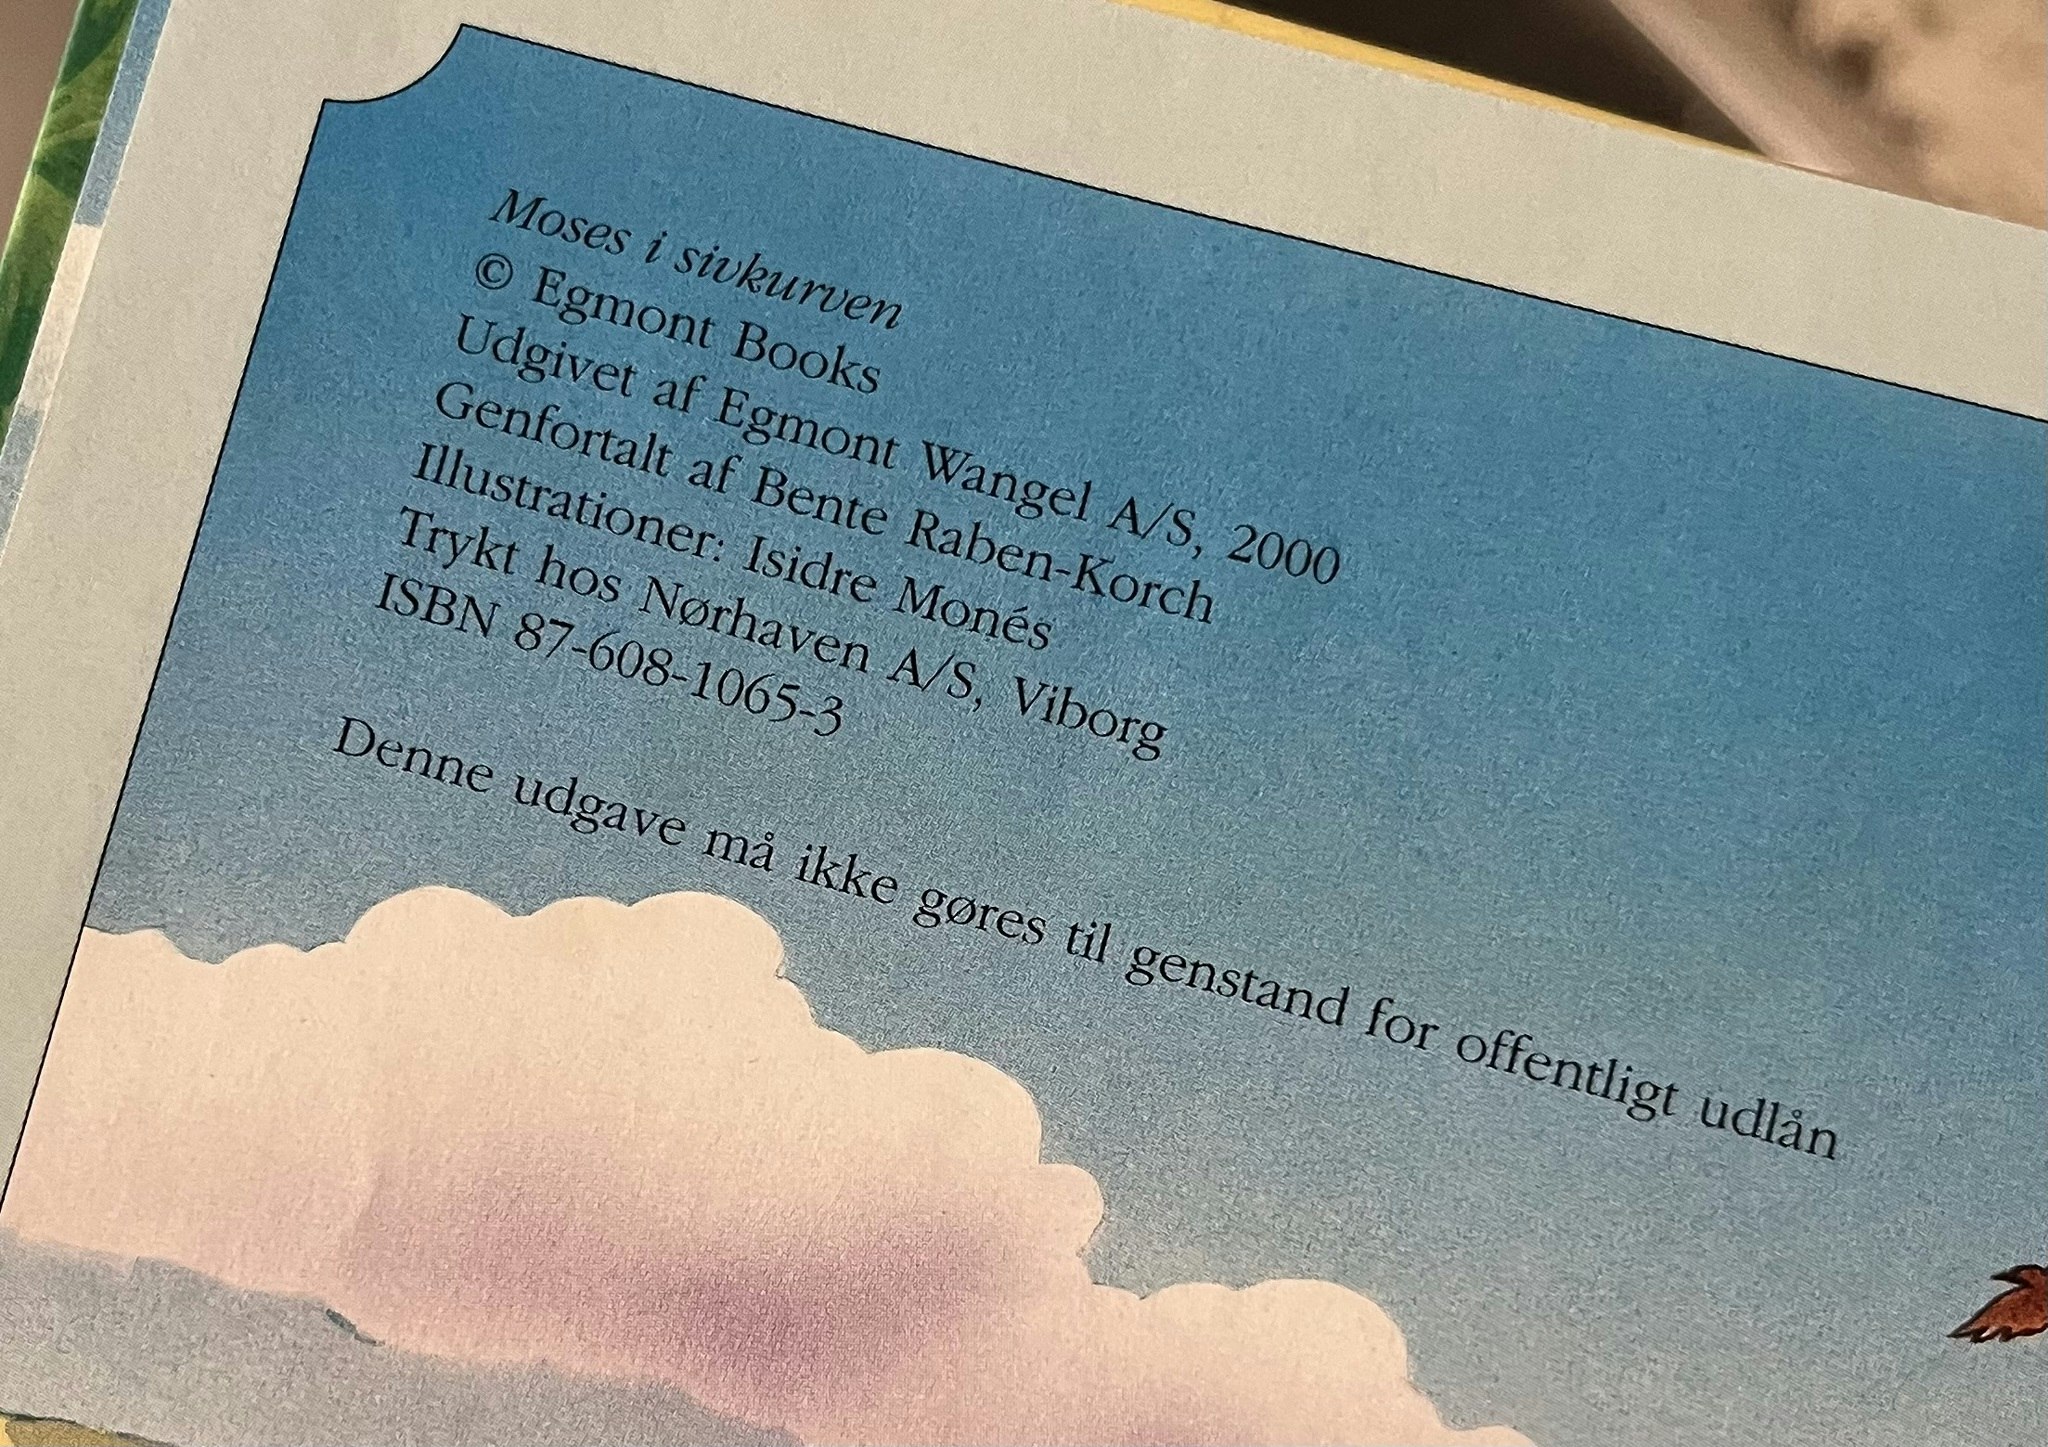 Moses i sivkurven
© Egmont Books
Udgivet af Egmont Wangel A/S, 2000
Genfortalt af Bente Raben-Korch
Illustrationer: Isidre Monés
Trykt hos Nørhaven A/S, Viborg
ISBN 87-608-1065-3
Denne udgave må ikke gøres til genstand for offentligt udlån